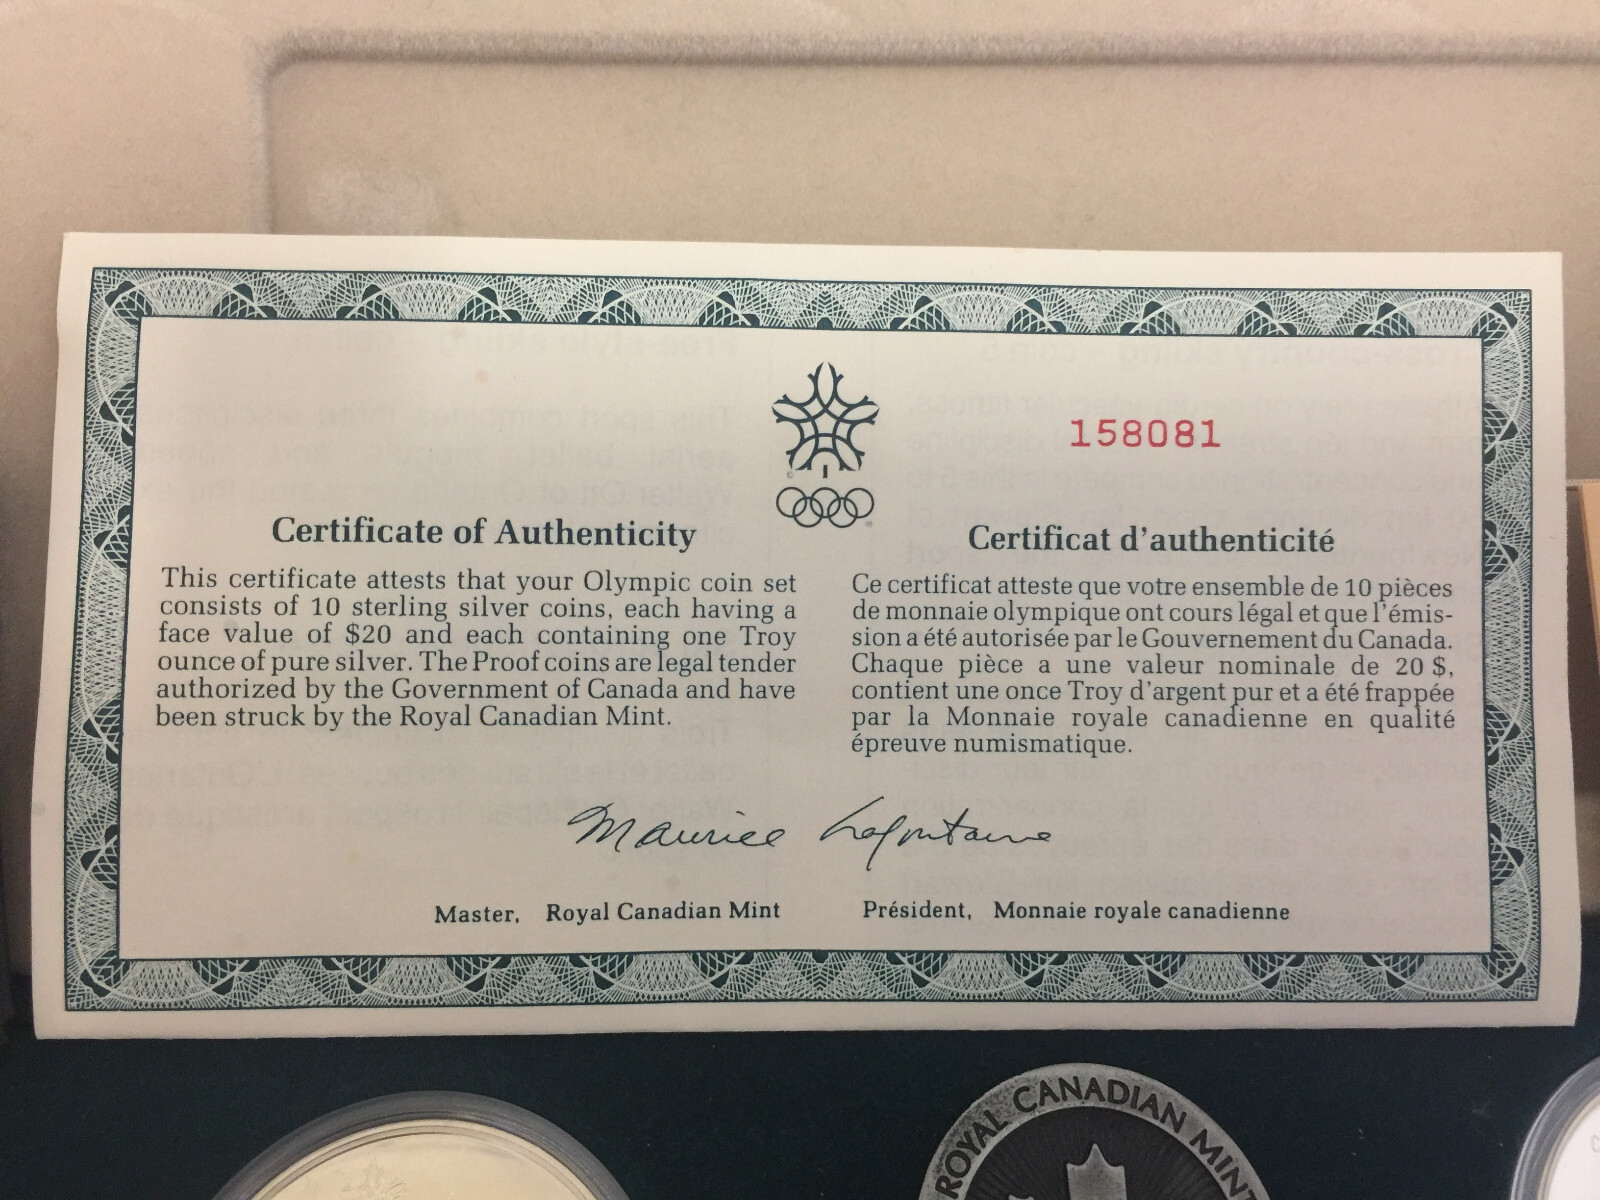 158081
Certificate of Authenticity
This certificate attests that your Olympic coin set
consists of 10 sterling silver coins, each having a
face value of $20 and each containing one Troy
ounce of pure silver. The Proof coins are legal tender
authorized by the Government of Canada and have
been struck by the Royal Canadian Mint.
Certificat d'authenticité
Ce certificat atteste que votre ensemble de 10 pièces
de monnaie olympique ont cours légal et que l'émis-
sion a été autorisée par le Gouvernement du Canada.
Chaque pièce a une valeur nominale de 20 $,
contient une once Troy d'argent pur et a été frappée
par la Monnaie royale canadienne en qualité
épreuve numismatique.
Maurice Lafontaine
Master, Royal Canadian Mint
Président, Monnaie royale canadienne
ROYAL CANADIAN MINT